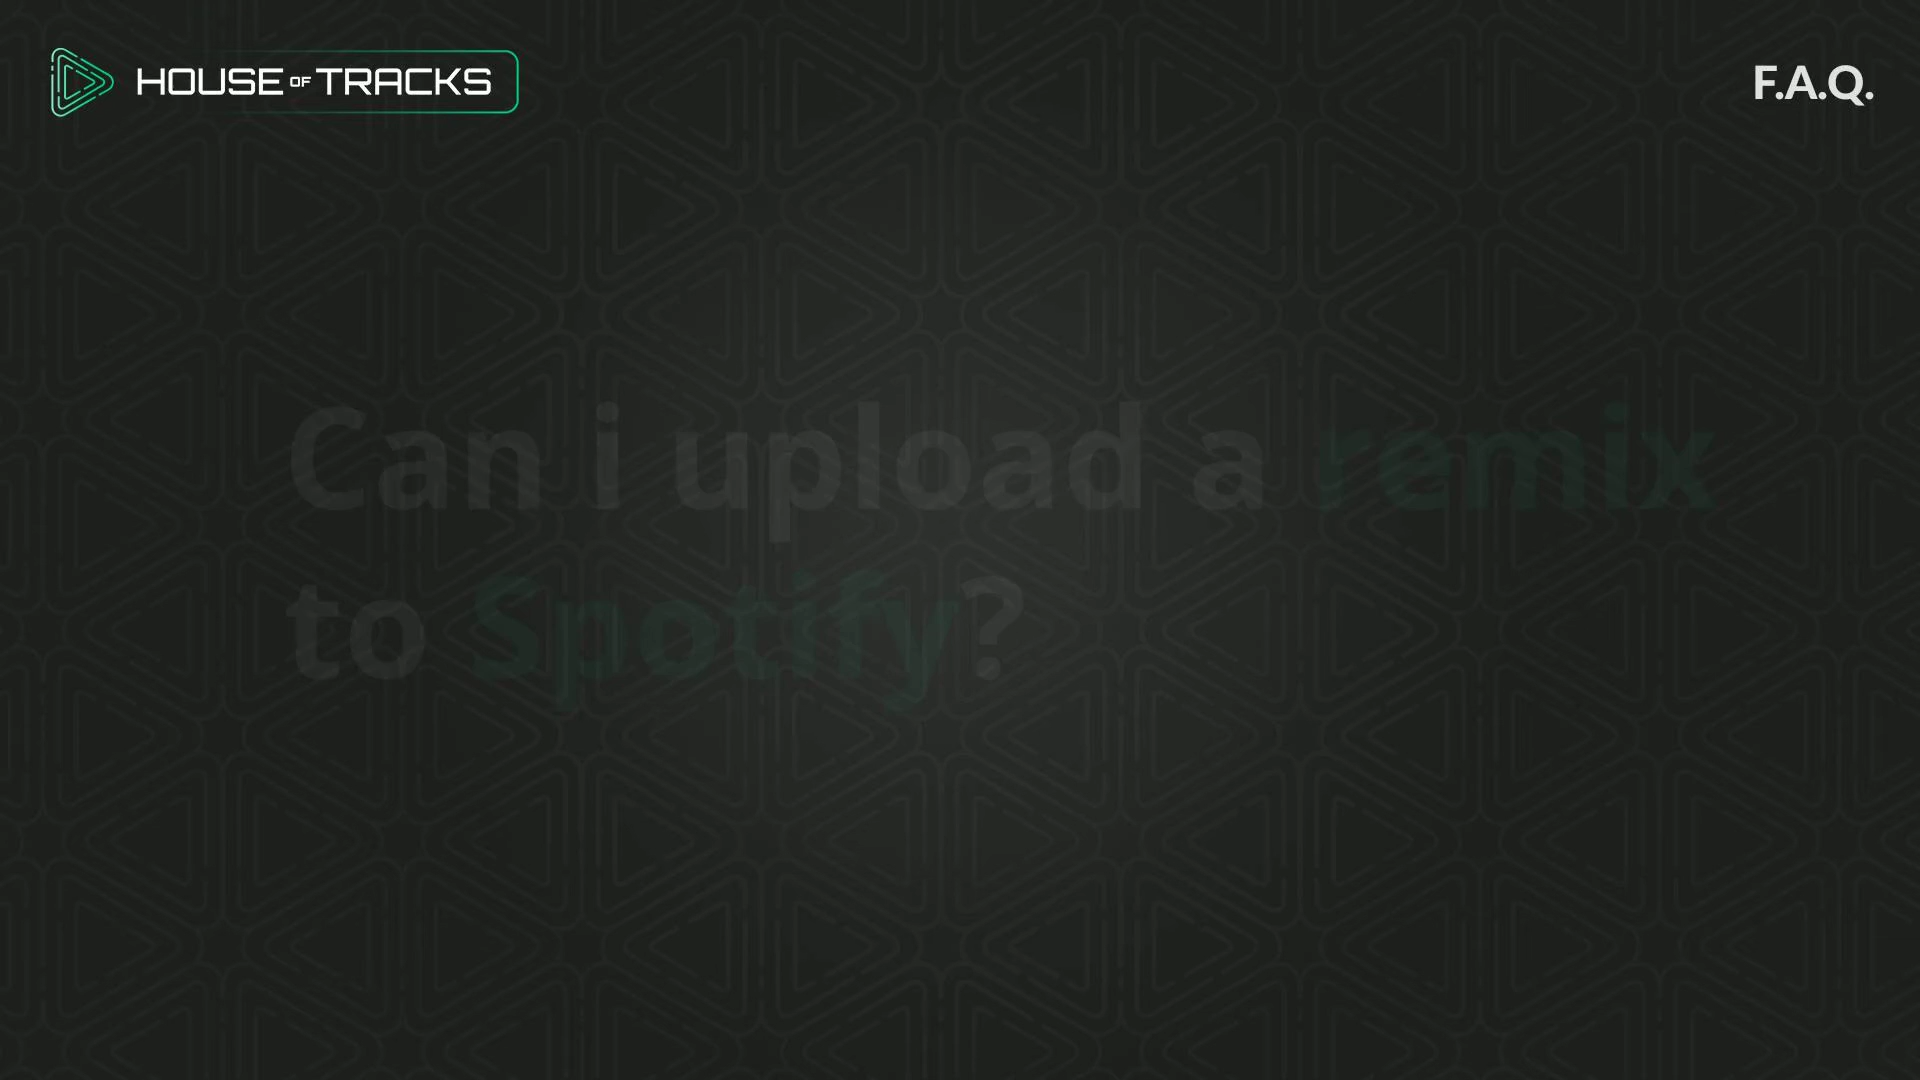 HOUSE OF TRACKS
F.A.Q.
Can i upload a remix
to Spotify?